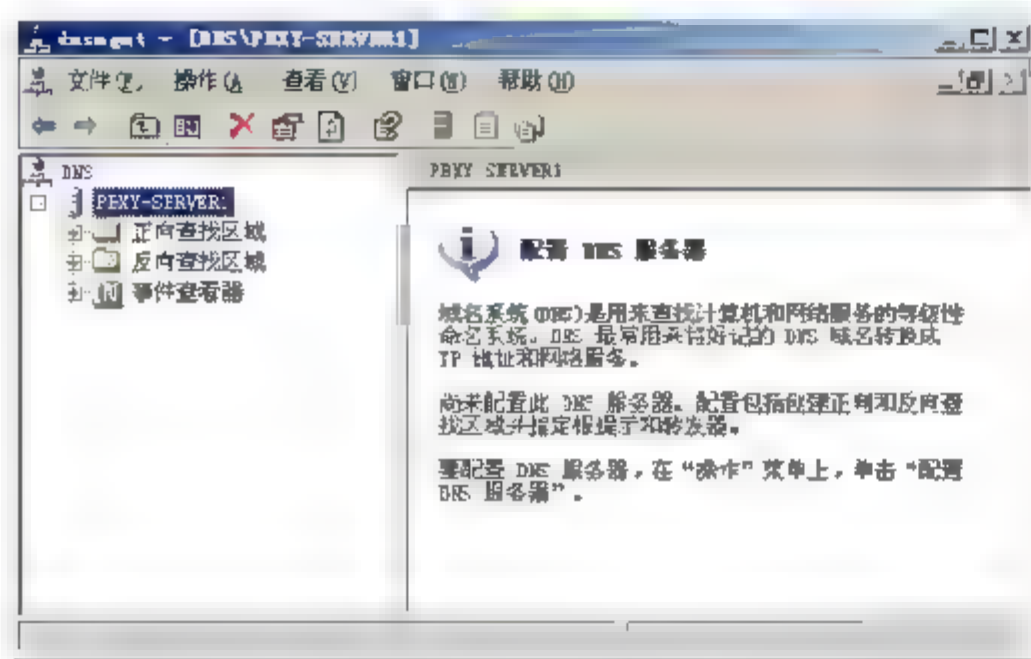 dnsmgmt - [DNS\PEXY-SERVER1]
文件(F) 操作(A) 查看(V) 窗口(W) 帮助(H)
DNS
PEXY-SERVER1
PEXY-SERVER1
正向查找区域
反向查找区域
事件查看器
配置 DNS 服务器
域名系统(DNS)是用来查找计算机和网络服务的等级性
命名系统。DNS 最常用来将好记的 DNS 域名转换成
IP 地址和网络服务。
尚未配置此 DNS 服务器。配置包括创建正向和反向查
找区域并指定根提示和转发器。
要配置 DNS 服务器，在“操作”菜单上，单击“配置
DNS 服务器”。